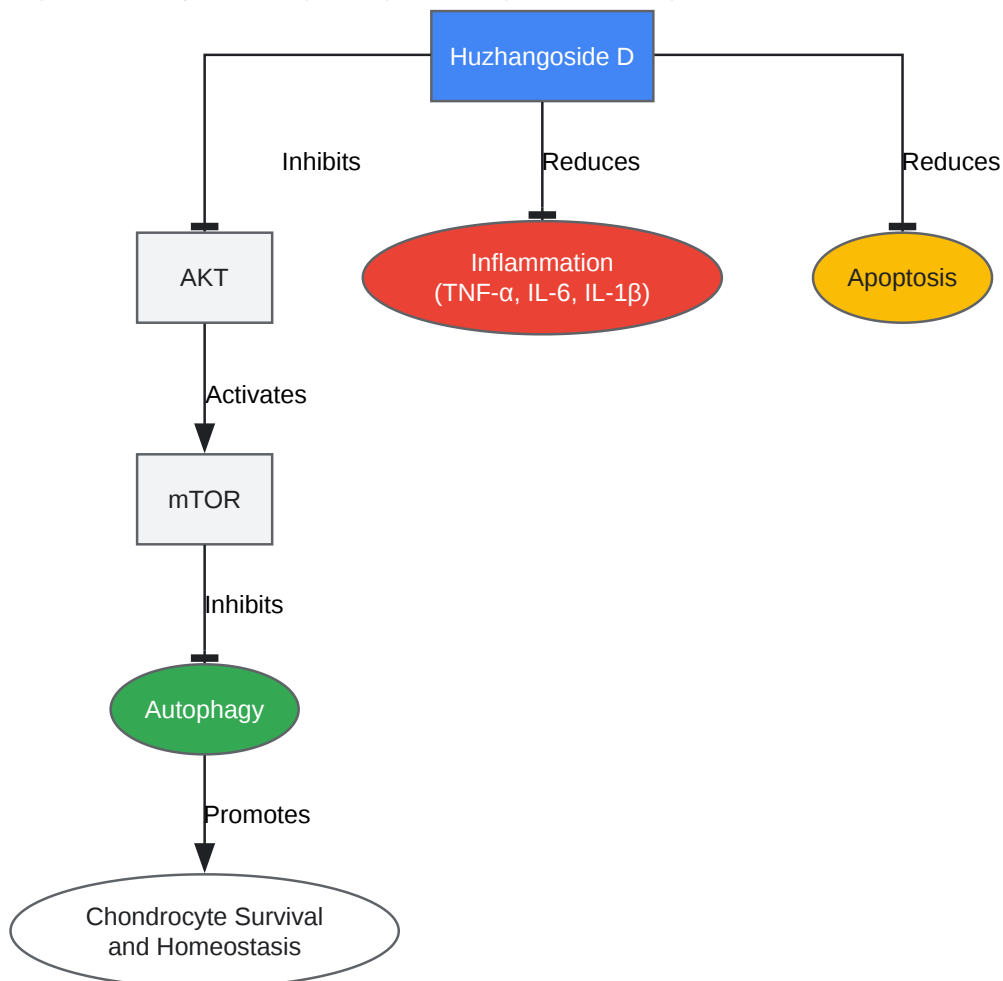 Huzhangoside D
Inhibits
Reduces
Reduces
AKT
Inflammation
(TNF-α, IL-6, IL-1β)
Apoptosis
Activates
mTOR
Inhibits
Autophagy
Promotes
Chondrocyte Survival
and Homeostasis